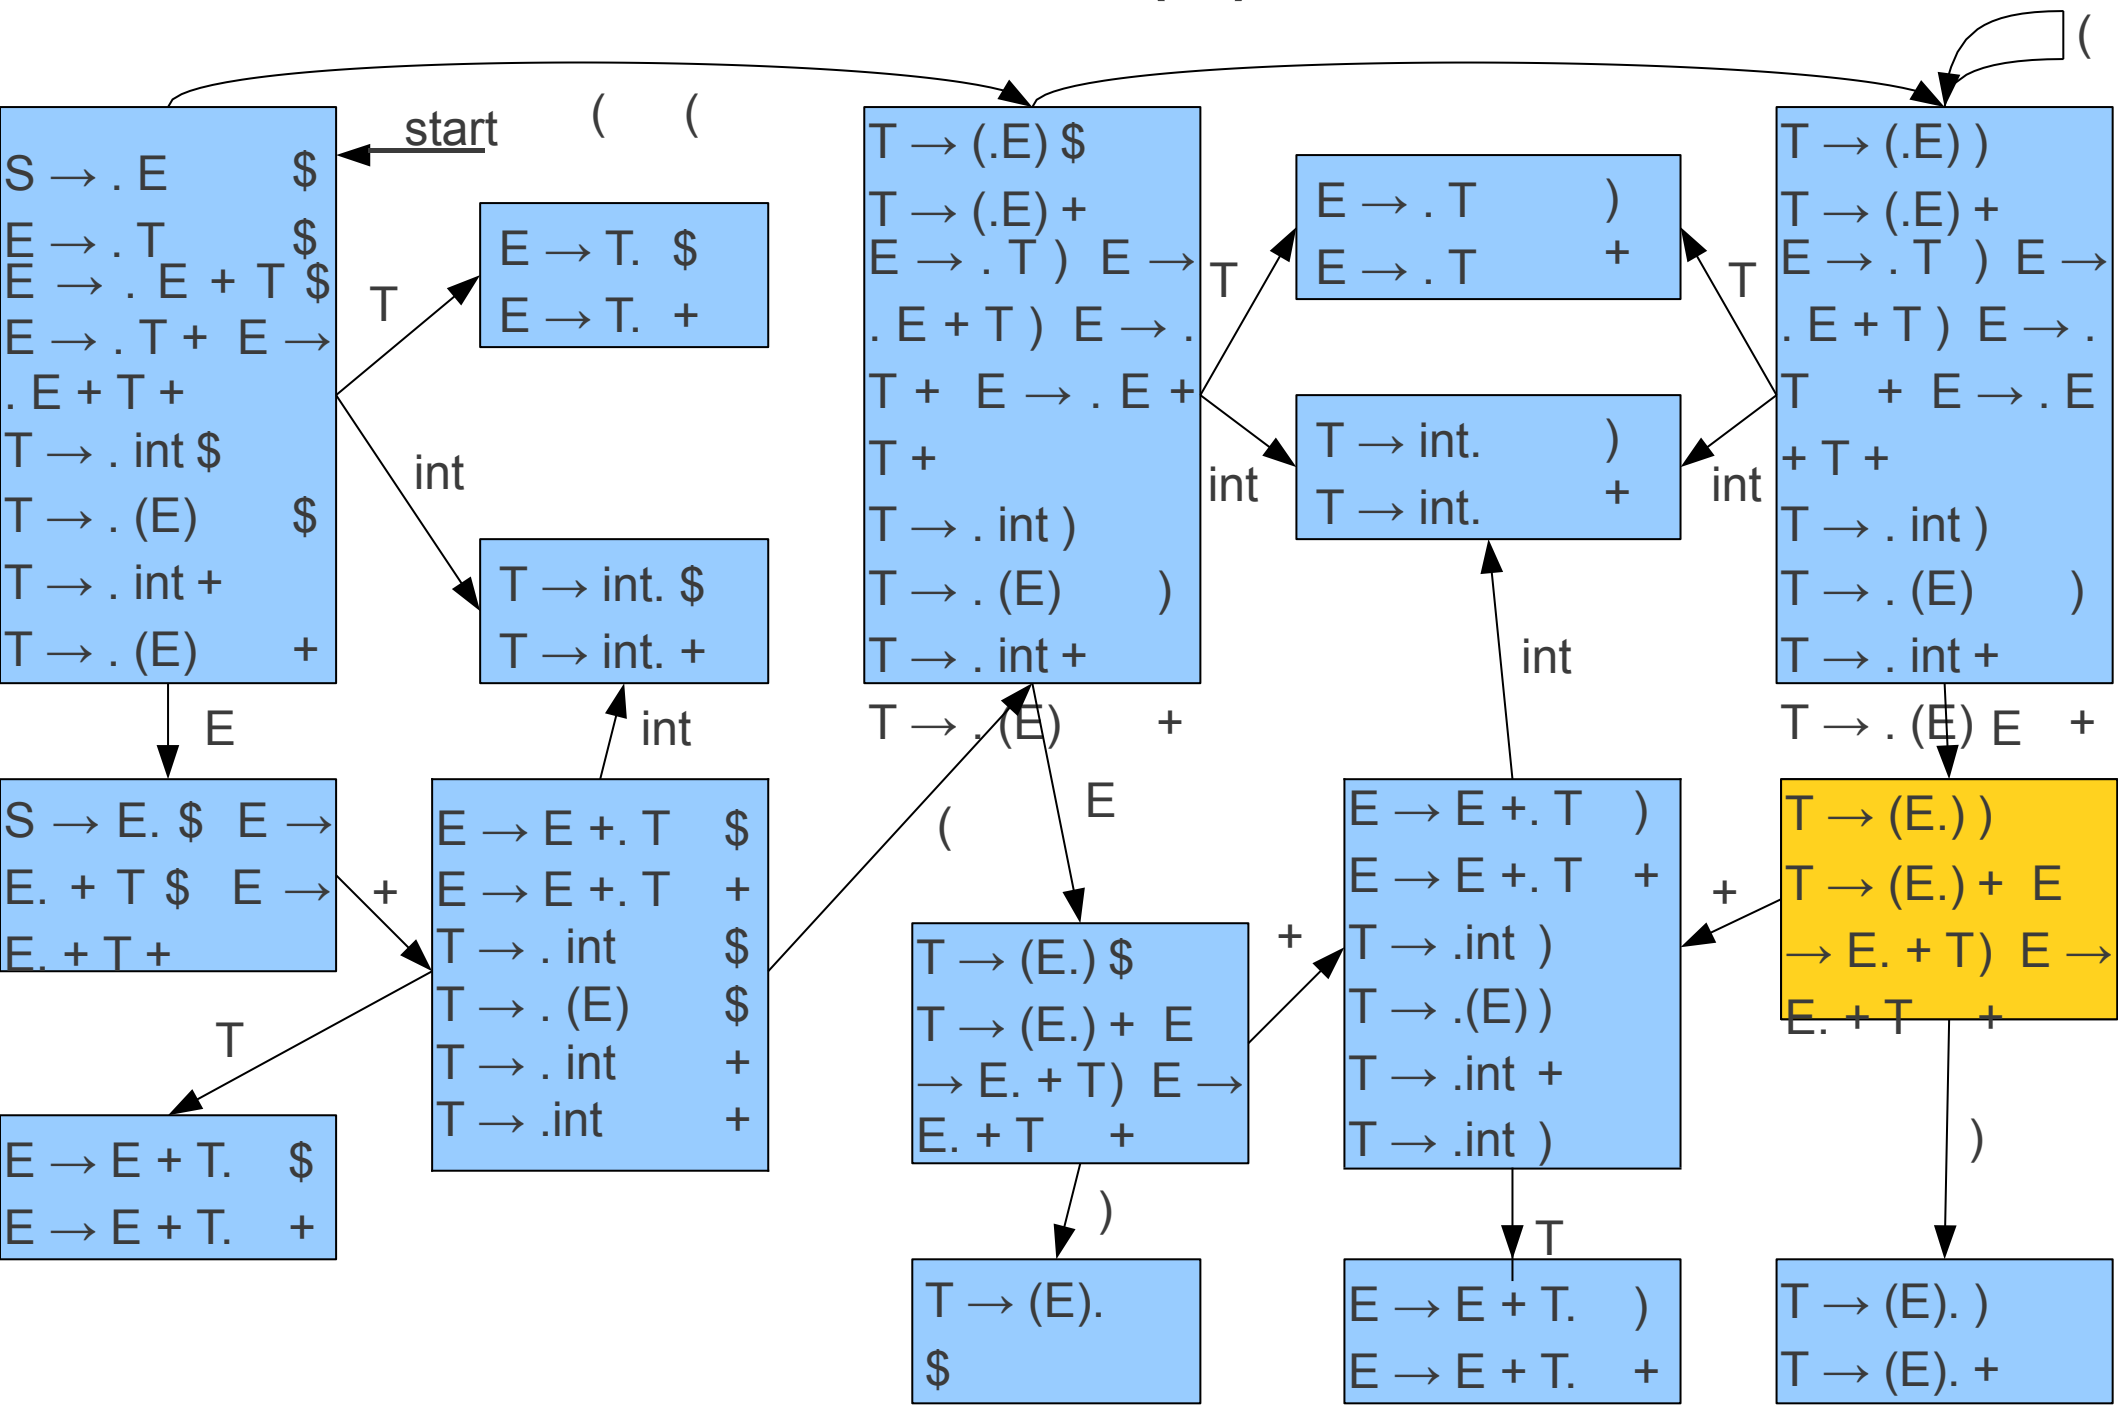 (
start
( (
S → . E $
E → . T $
E → . E + T $
E → . T + E →
. E + T +
T → . int $
T → . (E) $
T → . int +
T → . (E) +
T
E → T. $
E → T. +
int
T → int. $
T → int. +
E
int
S → E. $ E →
E. + T $ E →
E. + T +
+
E → E +. T $
E → E +. T +
T → . int $
T → . (E) $
T → . int +
T → .int +
T
E → E + T. $
E → E + T. +
(
T → (.E) $
T → (.E) +
E → . T ) E →
. E + T ) E → .
T + E → . E +
T +
T → . int )
T → . (E) )
T → . int +
T → . (E) +
T
E → . T )
E → . T +
T
int
T → int. )
T → int. +
int
T → (.E) )
T → (.E) +
E → . T ) E →
. E + T ) E → .
T + E → . E
+ T +
T → . int )
T → . (E) )
T → . int +
T → . (E) +
E
int
E
T → (E.) $
T → (E.) + E
→ E. + T) E →
E. + T +
+
E → E +. T )
E → E +. T +
T → .int )
T → .(E) )
T → .int +
T → .int )
+
T → (E.) )
T → (E.) + E
→ E. + T) E →
E. + T +
)
T
)
T → (E).
$
E → E + T. )
E → E + T. +
T → (E). )
T → (E). +